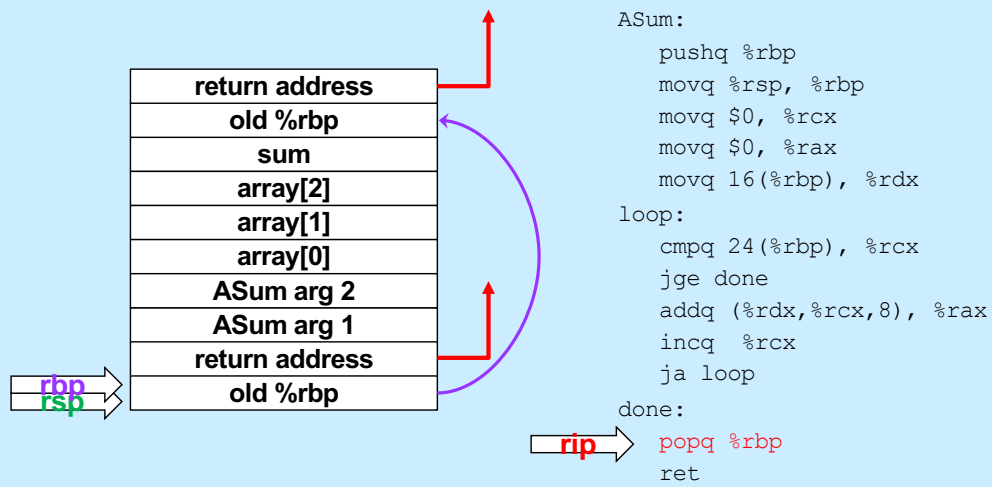 return address
old %rbp
sum
array[2]
array[1]
array[0]
ASum arg 2
ASum arg 1
return address
old %rbp
rbp
rsp
ASum:
pushq %rbp
movq %rsp, %rbp
movq $0, %rcx
movq $0, %rax
movq 16(%rbp), %rdx
loop:
cmpq 24(%rbp), %rcx
jge done
addq (%rdx,%rcx,8), %rax
incq %rcx
ja loop
done:
rip
popq %rbp
ret